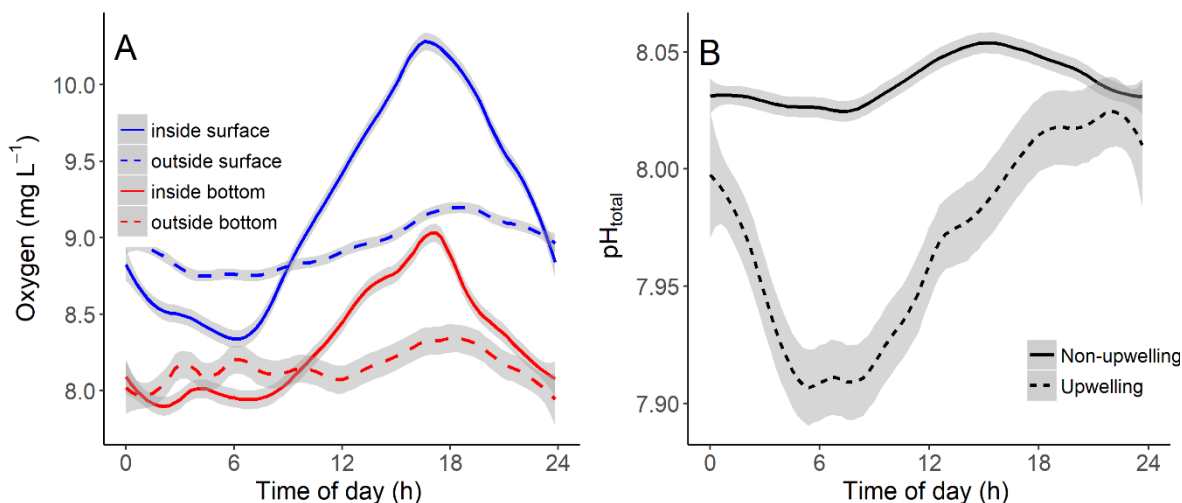 A
Oxygen (mg L⁻¹)
10.0
9.5
9.0
8.5
8.0
inside surface
outside surface
inside bottom
outside bottom
0 6 12 18 24
Time of day (h)
B
pHtotal
8.05
8.00
7.95
7.90
Non-upwelling
Upwelling
0 6 12 18 24
Time of day (h)